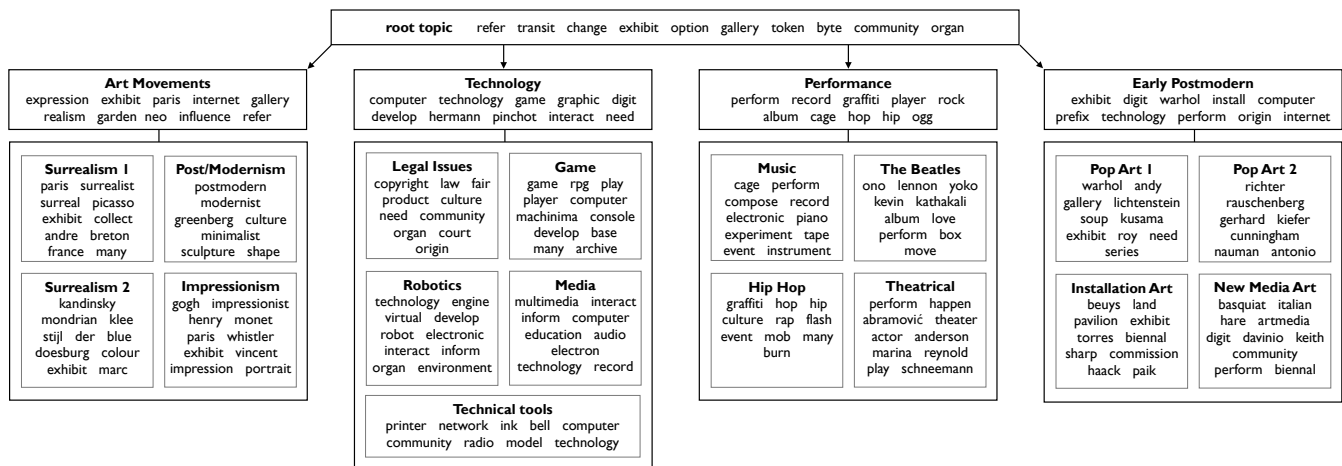 root topic refer transit change exhibit option gallery token byte community organ
Art Movements
expression exhibit paris internet gallery
realism garden neo influence refer
Surrealism 1
paris surrealist
surreal picasso
exhibit collect
andre breton
france many
Post/Modernism
postmodern
modernist
greenberg culture
minimalist
sculpture shape
Surrealism 2
kandinsky
mondrian klee
stijl der blue
doesburg colour
exhibit marc
Impressionism
gogh impressionist
henry monet
paris whistler
exhibit vincent
impression portrait
Technology
computer technology game graphic digit
develop hermann pinchot interact need
Legal Issues
copyright law fair
product culture
need community
organ court
origin
Game
game rpg play
player computer
machinima console
develop base
many archive
Robotics
technology engine
virtual develop
robot electronic
interact inform
organ environment
Media
multimedia interact
inform computer
education audio
electron
technology record
Technical tools
printer network ink bell computer
community radio model technology
Performance
perform record graffiti player rock
album cage hop hip ogg
Music
cage perform
compose record
electronic piano
experiment tape
event instrument
The Beatles
ono lennon yoko
kevin kathakali
album love
perform box
move
Hip Hop
graffiti hop hip
culture rap flash
event mob many
burn
Theatrical
perform happen
abramović theater
actor anderson
marina reynold
play schneemann
Early Postmodern
exhibit digit warhol install computer
prefix technology perform origin internet
Pop Art 1
warhol andy
gallery lichtenstein
soup kusama
exhibit roy need
series
Pop Art 2
richter
rauschenberg
gerhard kiefer
cunningham
nauman antonio
Installation Art
beuys land
pavilion exhibit
torres biennal
sharp commission
haack paik
New Media Art
basquiat italian
hare artmedia
digit davinio keith
community
perform biennal